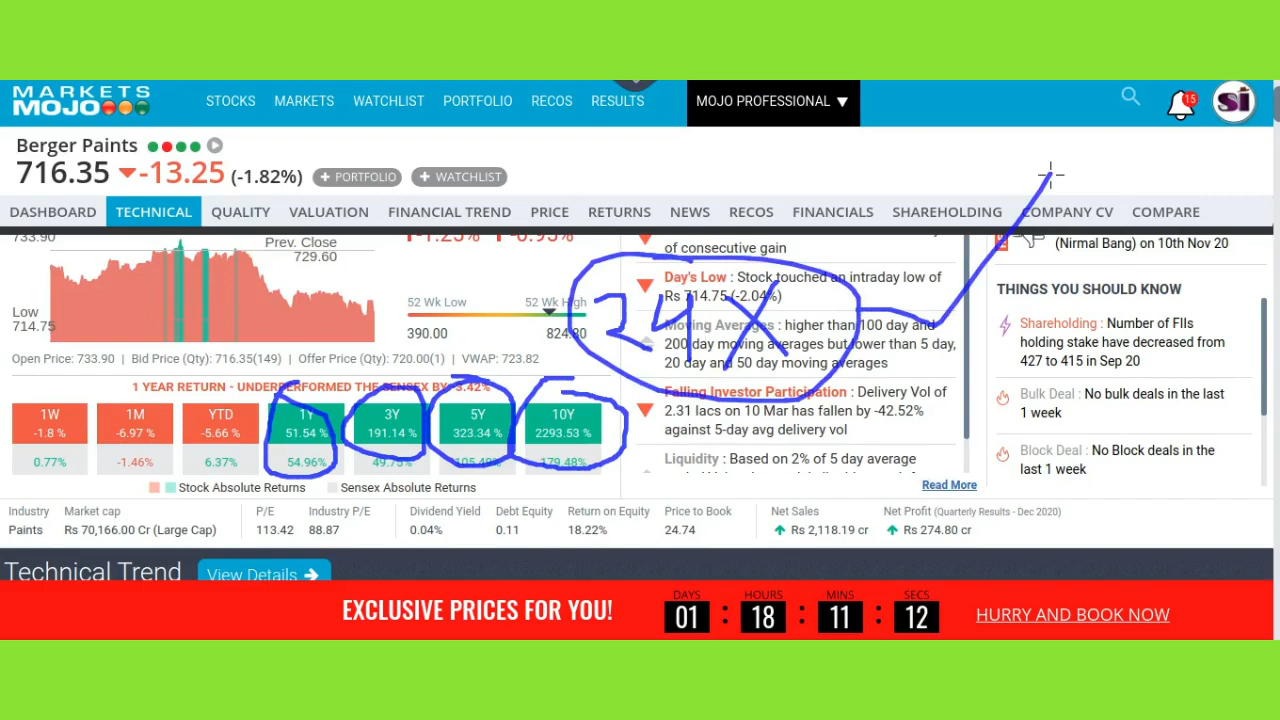 MARKETS
MOJO
STOCKS MARKETS WATCHLIST PORTFOLIO RECOS RESULTS MOJO PROFESSIONAL ▼
15
Si
Berger Paints
716.35 -13.25 (-1.82%) + PORTFOLIO + WATCHLIST
DASHBOARD TECHNICAL QUALITY VALUATION FINANCIAL TREND PRICE RETURNS NEWS RECOS FINANCIALS SHAREHOLDING COMPANY CV COMPARE
733.90
Prev. Close
729.60
Low
714.75
52 Wk Low 52 Wk High
390.00 824.80
Open Price: 733.90 | Bid Price (Qty): 716.35(149) | Offer Price (Qty): 720.00(1) | VWAP: 723.82
1 YEAR RETURN - UNDERPERFORMED THE SENSEX BY -3.42%
1W 1M YTD 1Y 3Y 5Y 10Y
-1.8 % -6.97 % -5.66 % 51.54 % 191.14 % 323.34 % 2293.53 %
0.77% -1.46% 6.37% 54.96% 49.75% 105.49% 179.48%
Stock Absolute Returns Sensex Absolute Returns
of consecutive gain
Day's Low : Stock touched an intraday low of
Rs 714.75 (-2.04%)
Moving Averages : higher than 100 day and
200 day moving averages but lower than 5 day,
20 day and 50 day moving averages
Falling Investor Participation : Delivery Vol of
2.31 lacs on 10 Mar has fallen by -42.52%
against 5-day avg delivery vol
Liquidity : Based on 2% of 5 day average
Read More
24X
(Nirmal Bang) on 10th Nov 20
THINGS YOU SHOULD KNOW
Shareholding : Number of FIIs
holding stake have decreased from
427 to 415 in Sep 20
Bulk Deal : No bulk deals in the last
1 week
Block Deal : No Block deals in the
last 1 week
Industry Market cap P/E Industry P/E Dividend Yield Debt Equity Return on Equity Price to Book Net Sales Net Profit (Quarterly Results - Dec 2020)
Paints Rs 70,166.00 Cr (Large Cap) 113.42 88.87 0.04% 0.11 18.22% 24.74 Rs 2,118.19 cr Rs 274.80 cr
Technical Trend View Details
EXCLUSIVE PRICES FOR YOU!
DAYS HOURS MINS SECS
01 : 18 : 11 : 12
HURRY AND BOOK NOW